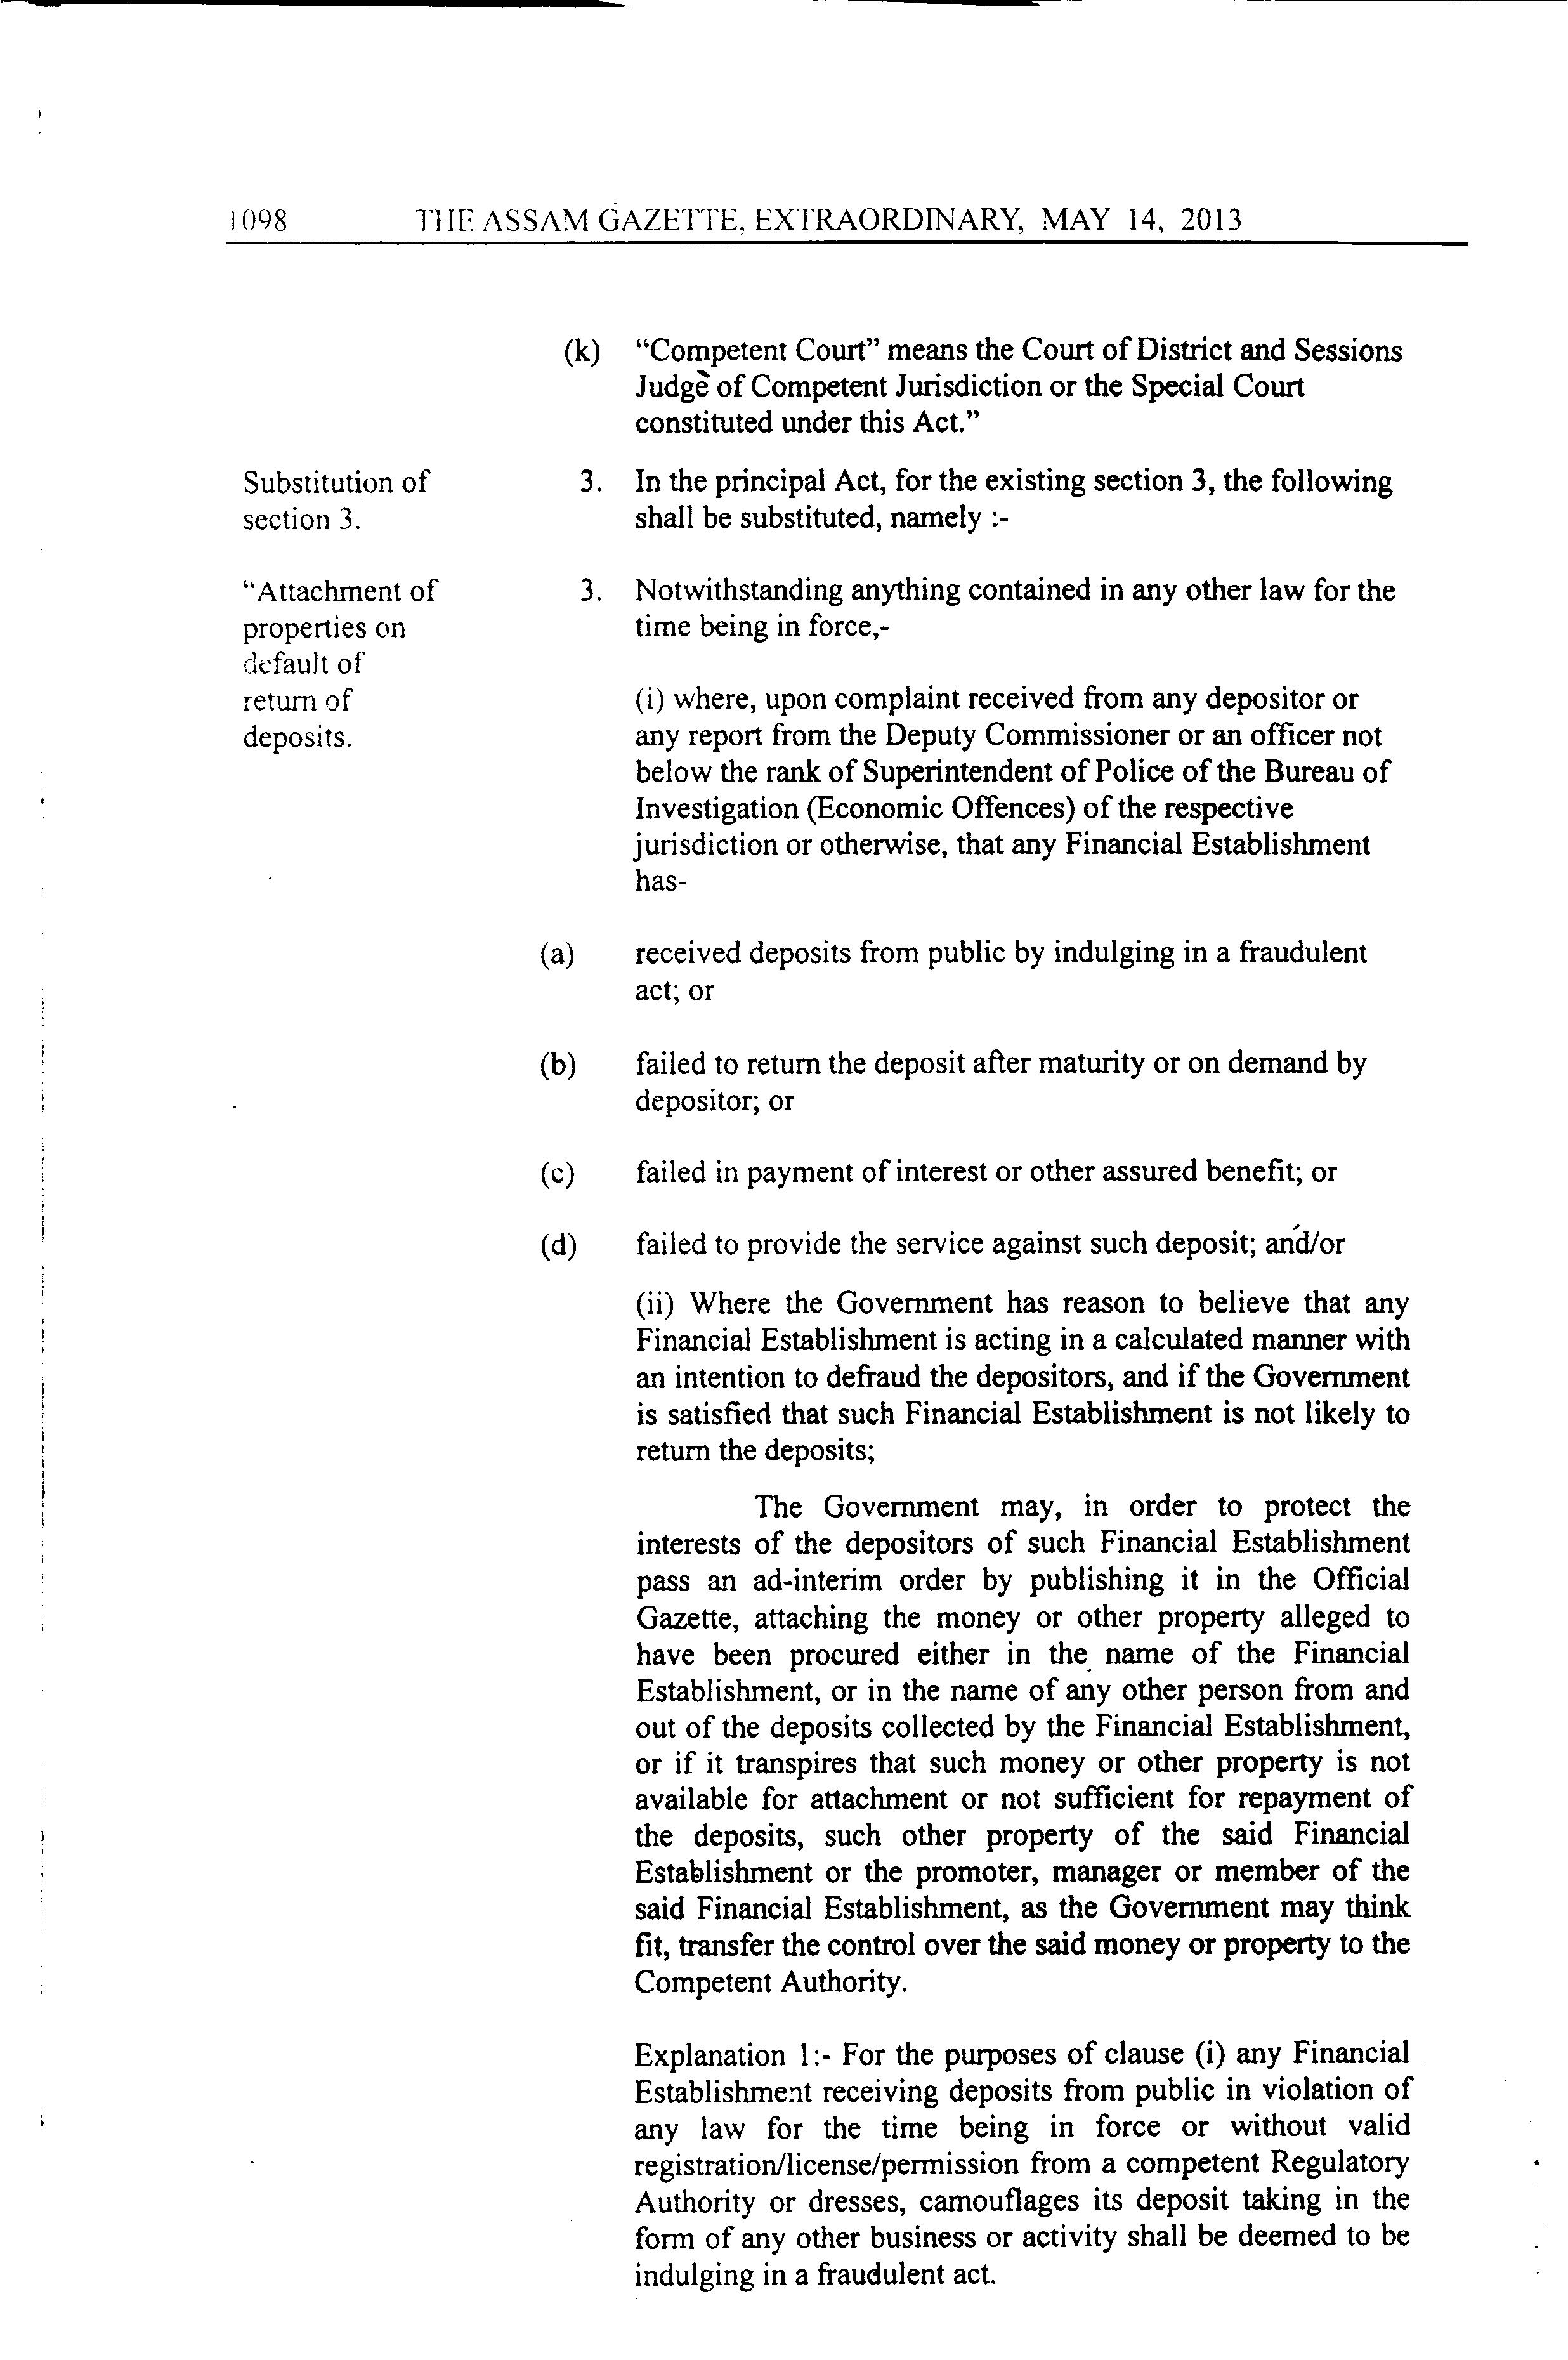 1098 THE ASSAM GAZETTE, EXTRAORDINARY, MAY 14, 2013
(k) “Competent Court” means the Court of District and Sessions
Judge of Competent Jurisdiction or the Special Court
constituted under this Act.”
Substitution of
section 3.
3. In the principal Act, for the existing section 3, the following
shall be substituted, namely :-
“Attachment of
properties on
default of
return of
deposits.
3. Notwithstanding anything contained in any other law for the
time being in force,-
(i) where, upon complaint received from any depositor or
any report from the Deputy Commissioner or an officer not
below the rank of Superintendent of Police of the Bureau of
Investigation (Economic Offences) of the respective
jurisdiction or otherwise, that any Financial Establishment
has-
(a) received deposits from public by indulging in a fraudulent
act; or
(b) failed to return the deposit after maturity or on demand by
depositor; or
(c) failed in payment of interest or other assured benefit; or
(d) failed to provide the service against such deposit; and/or
(ii) Where the Government has reason to believe that any
Financial Establishment is acting in a calculated manner with
an intention to defraud the depositors, and if the Government
is satisfied that such Financial Establishment is not likely to
return the deposits;
The Government may, in order to protect the
interests of the depositors of such Financial Establishment
pass an ad-interim order by publishing it in the Official
Gazette, attaching the money or other property alleged to
have been procured either in the name of the Financial
Establishment, or in the name of any other person from and
out of the deposits collected by the Financial Establishment,
or if it transpires that such money or other property is not
available for attachment or not sufficient for repayment of
the deposits, such other property of the said Financial
Establishment or the promoter, manager or member of the
said Financial Establishment, as the Government may think
fit, transfer the control over the said money or property to the
Competent Authority.
Explanation 1:- For the purposes of clause (i) any Financial
Establishment receiving deposits from public in violation of
any law for the time being in force or without valid
registration/license/permission from a competent Regulatory
Authority or dresses, camouflages its deposit taking in the
form of any other business or activity shall be deemed to be
indulging in a fraudulent act.